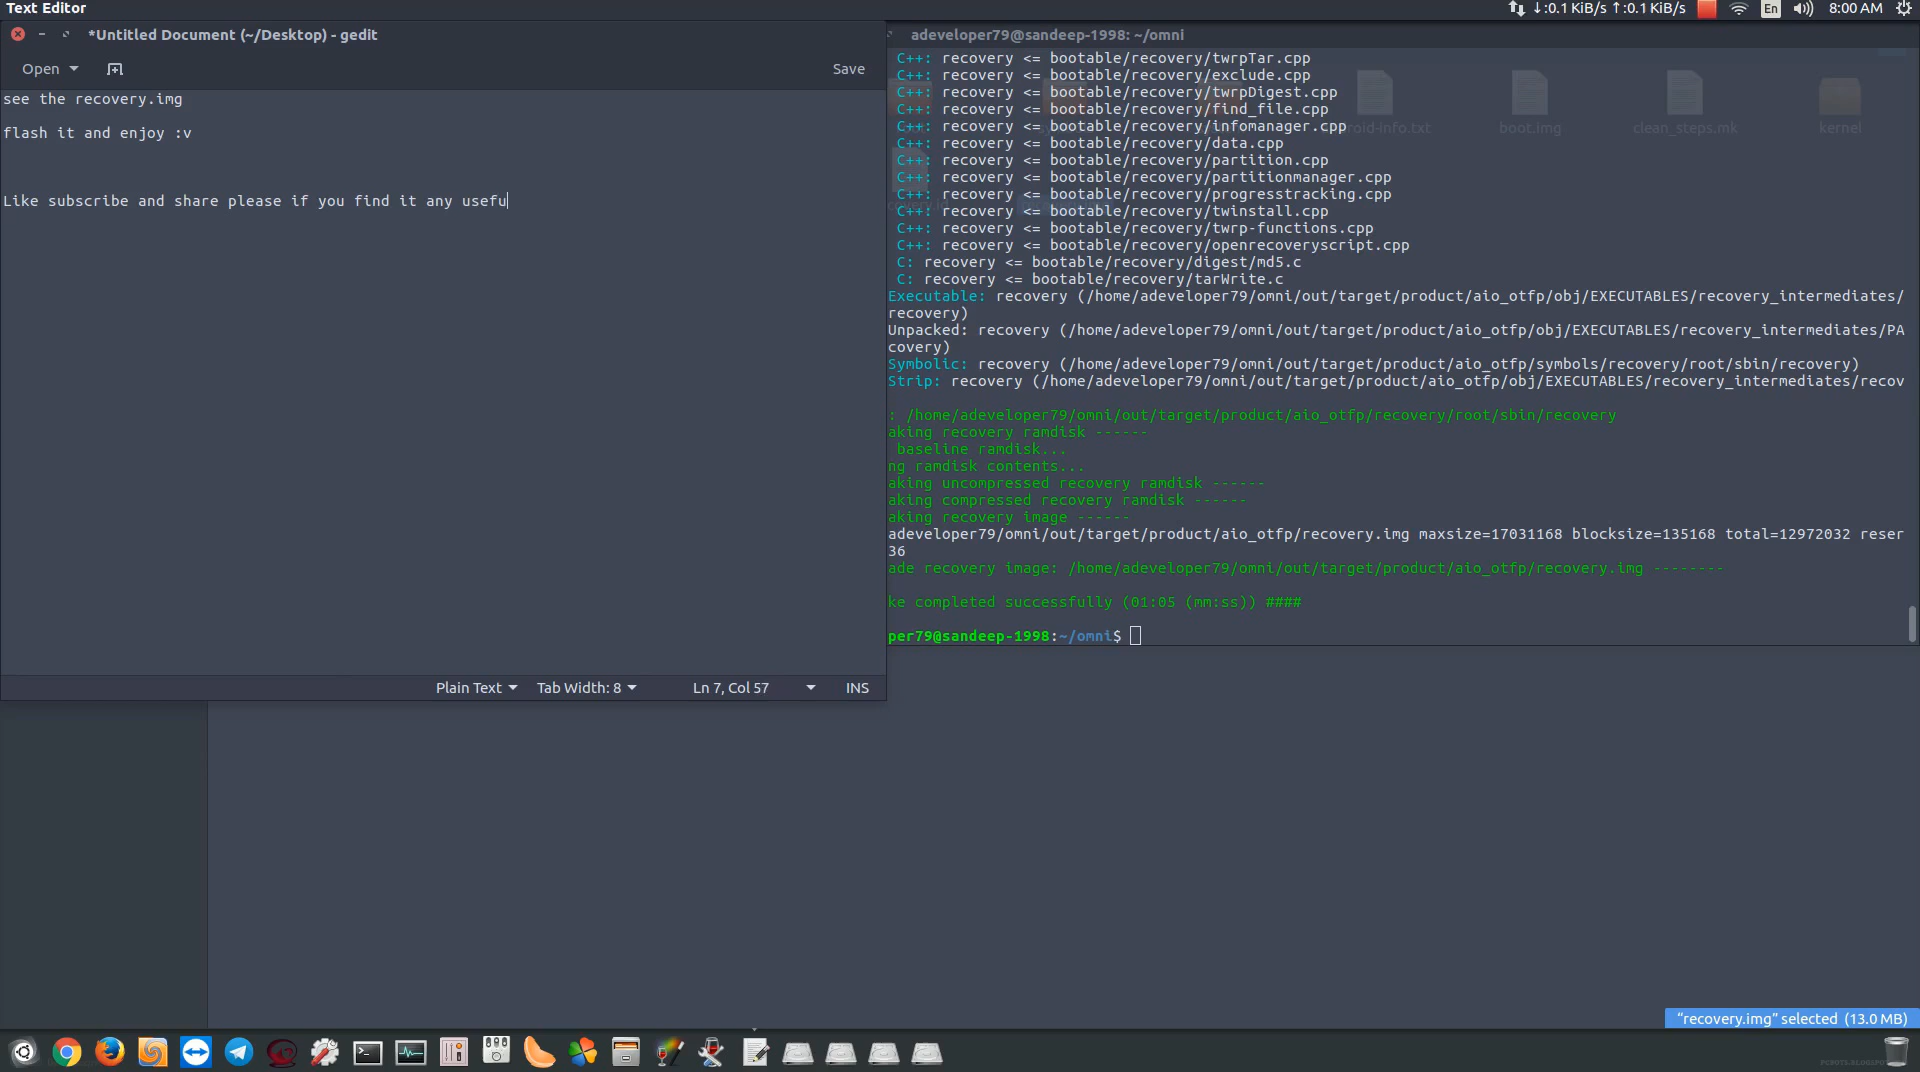 Text Editor
↓:0.1 KiB/s ↑:0.1 KiB/s
En
8:00 AM
*Untitled Document (~/Desktop) - gedit
Open
Save
see the recovery.img
flash it and enjoy :v
Like subscribe and share please if you find it any usefu
Plain Text
Tab Width: 8
Ln 7, Col 57
INS
adeveloper79@sandeep-1998: ~/omni
C++: recovery <= bootable/recovery/twrpTar.cpp
C++: recovery <= bootable/recovery/exclude.cpp
C++: recovery <= bootable/recovery/twrpDigest.cpp
C++: recovery <= bootable/recovery/find_file.cpp
C++: recovery <= bootable/recovery/infomanager.cpp
C++: recovery <= bootable/recovery/data.cpp
C++: recovery <= bootable/recovery/partition.cpp
C++: recovery <= bootable/recovery/partitionmanager.cpp
C++: recovery <= bootable/recovery/progresstracking.cpp
C++: recovery <= bootable/recovery/twinstall.cpp
C++: recovery <= bootable/recovery/twrp-functions.cpp
C++: recovery <= bootable/recovery/openrecoveryscript.cpp
C: recovery <= bootable/recovery/digest/md5.c
C: recovery <= bootable/recovery/tarWrite.c
Executable: recovery (/home/adeveloper79/omni/out/target/product/aio_otfp/obj/EXECUTABLES/recovery_intermediates/
recovery)
Unpacked: recovery (/home/adeveloper79/omni/out/target/product/aio_otfp/obj/EXECUTABLES/recovery_intermediates/PA
covery)
Symbolic: recovery (/home/adeveloper79/omni/out/target/product/aio_otfp/symbols/recovery/root/sbin/recovery)
Strip: recovery (/home/adeveloper79/omni/out/target/product/aio_otfp/obj/EXECUTABLES/recovery_intermediates/recov
: /home/adeveloper79/omni/out/target/product/aio_otfp/recovery/root/sbin/recovery
aking recovery ramdisk ------
baseline ramdisk...
ng ramdisk contents...
aking uncompressed recovery ramdisk ------
aking compressed recovery ramdisk ------
aking recovery image ------
adeveloper79/omni/out/target/product/aio_otfp/recovery.img maxsize=17031168 blocksize=135168 total=12972032 reser
36
ade recovery image: /home/adeveloper79/omni/out/target/product/aio_otfp/recovery.img --------
ke completed successfully (01:05 (mm:ss)) ####
per79@sandeep-1998:~/omni$
boot.img
clean_steps.mk
kernel
"recovery.img" selected (13.0 MB)